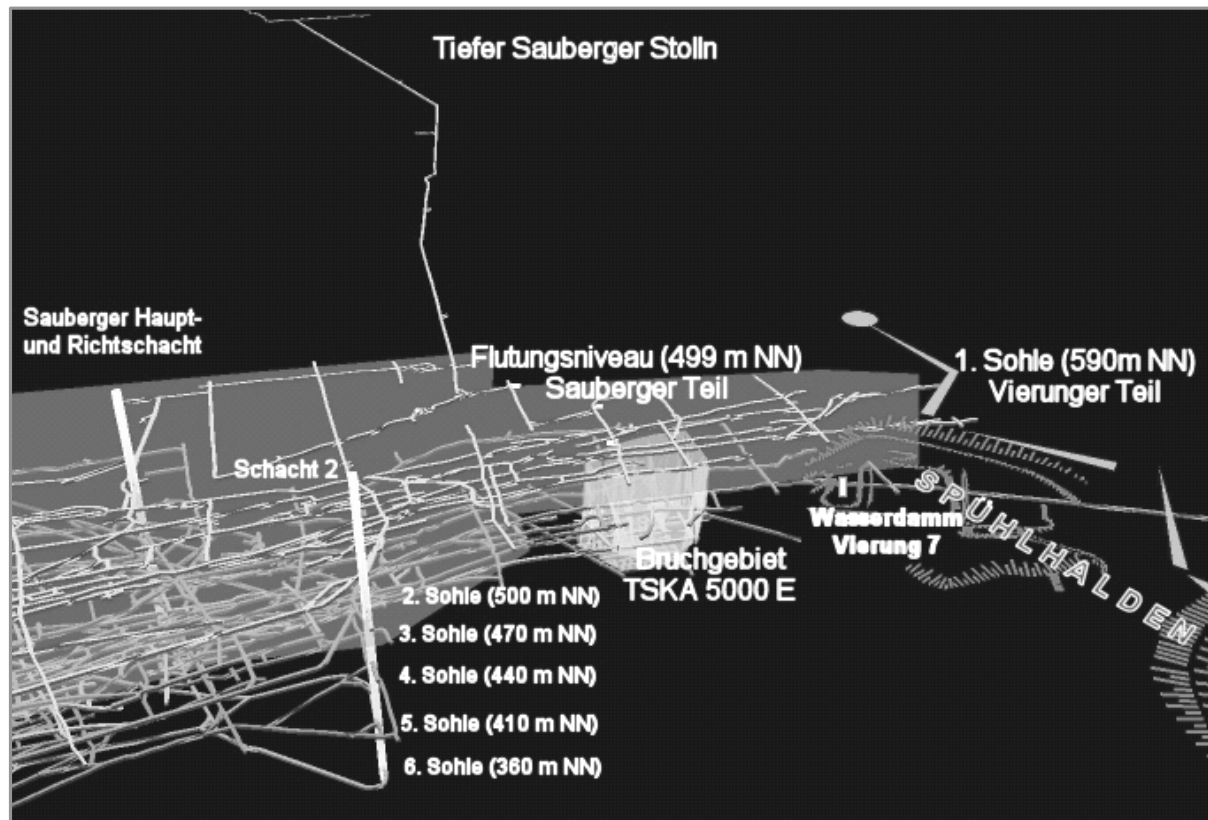 Tiefer Sauberger Stolln
Sauberger Haupt-
und Richtschacht
Flutungsniveau (499 m NN)
Sauberger Teil
1. Sohle (590m NN)
Vierunger Teil
Schacht 2
Wasserdamm
Vierung 7
SPÜHLHALDEN
Bruchgebiet
TSKA 5000 E
2. Sohle (500 m NN)
3. Sohle (470 m NN)
4. Sohle (440 m NN)
5. Sohle (410 m NN)
6. Sohle (360 m NN)